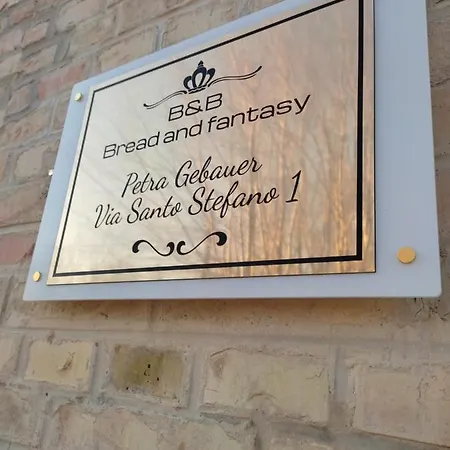 B&B
Bread and fantasy
Petra Gebauer
Via Santo Stefano 1